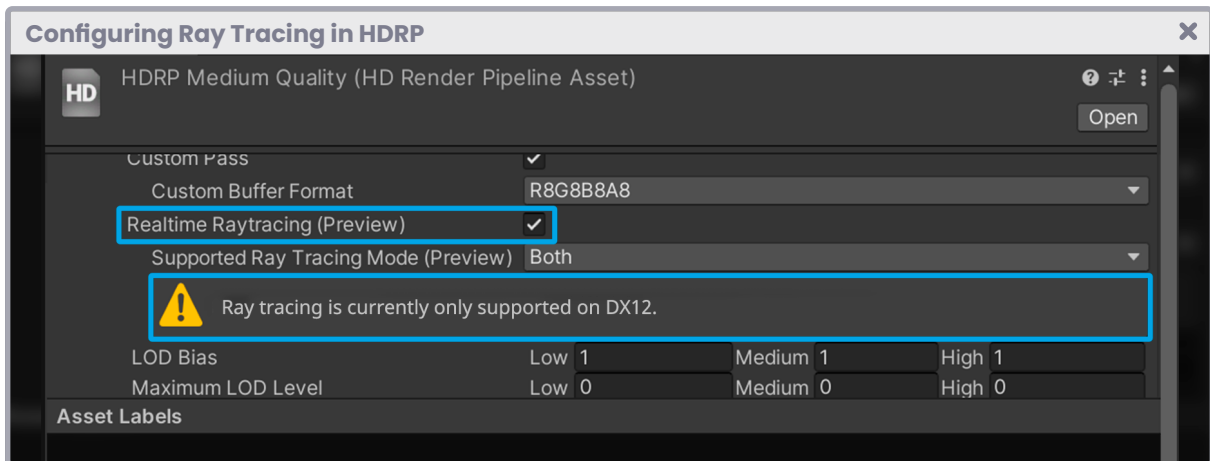 Configuring Ray Tracing in HDRP
HD
HDRP Medium Quality (HD Render Pipeline Asset)
Open
Custom Pass
Custom Buffer Format R8G8B8A8
Realtime Raytracing (Preview)
Supported Ray Tracing Mode (Preview) Both
Ray tracing is currently only supported on DX12.
LOD Bias Low 1 Medium 1 High 1
Maximum LOD Level Low 0 Medium 0 High 0
Asset Labels